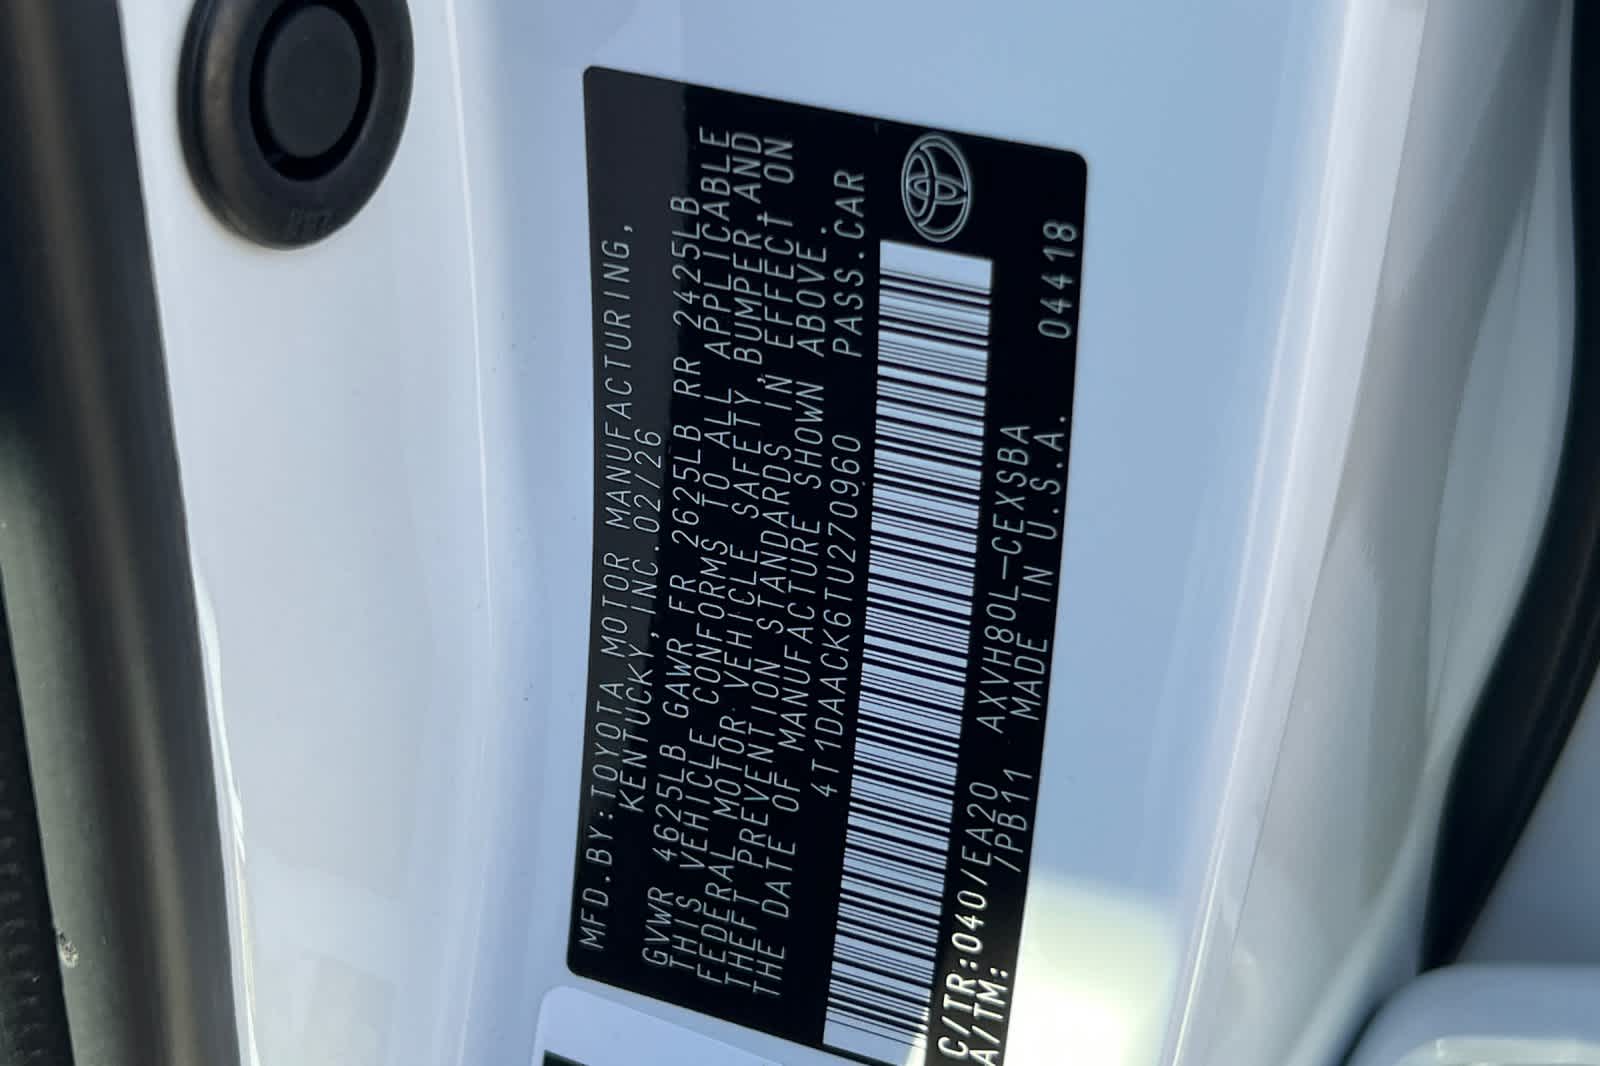 MFD.BY:TOYOTA MOTOR MANUFACTURING,
KENTUCKY, INC.02/26
GVWR 4625LB GAWR FR 2625LB RR 2425LB
THIS VEHICLE CONFORMS TO ALL APPLICABLE
FEDERAL MOTOR VEHICLE SAFETY,BUMPER,AND
THEFT PREVENTION STANDARDS IN EFFECT ON
THE DATE OF MANUFACTURE SHOWN ABOVE.
4T1DAACK6TU270960 PASS.CAR
C/TR:040/EA20 AXVH80L-CEXSBA
A/TM: /PB11 MADE IN U.S.A. 04418